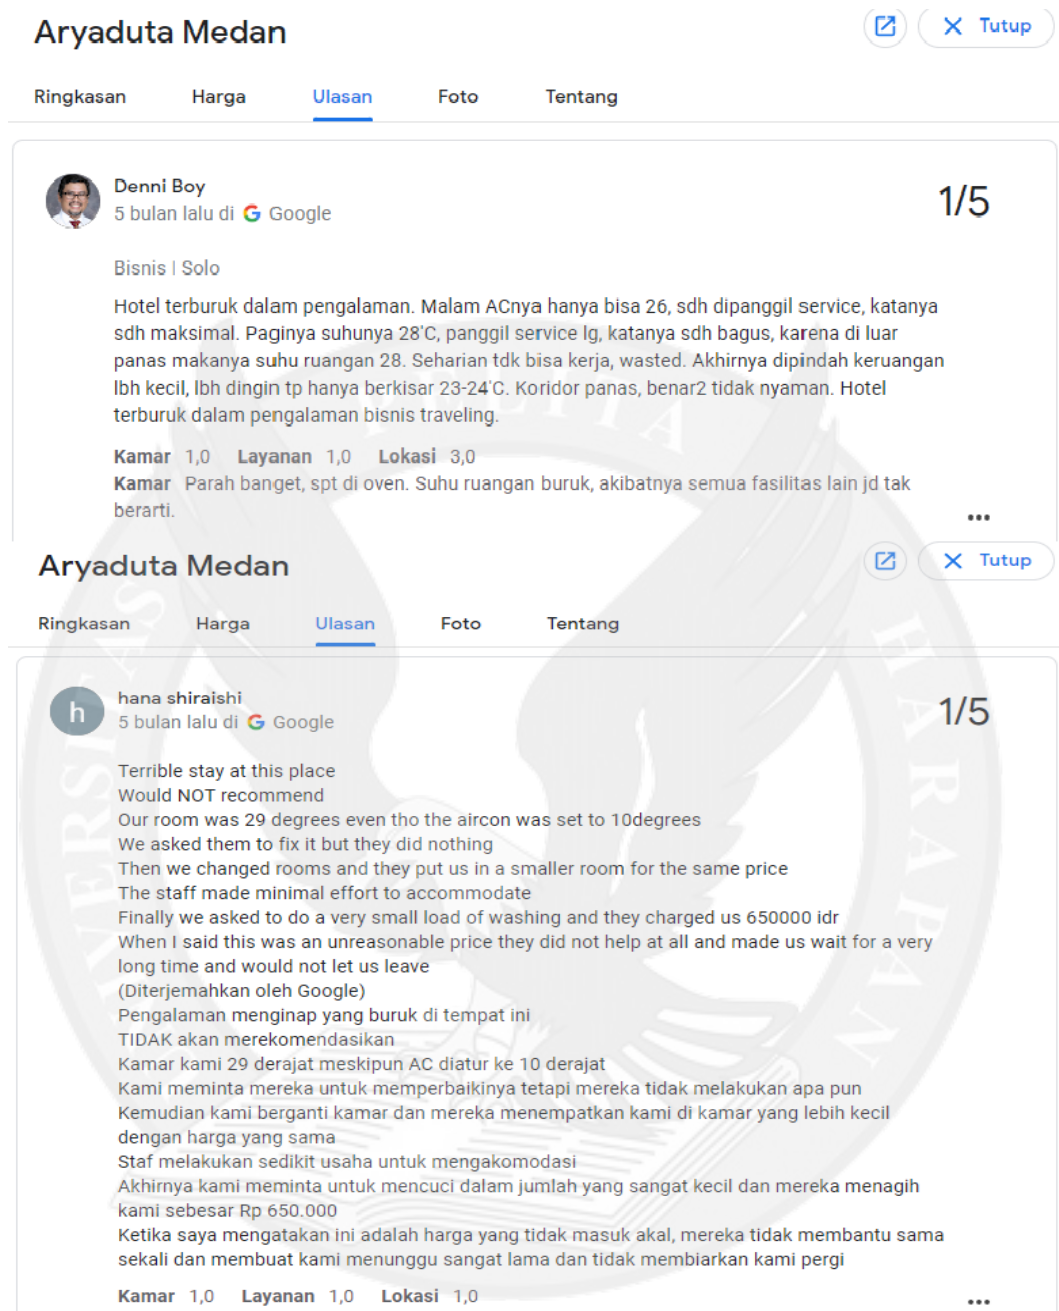 Aryaduta Medan
Tutup
Ringkasan Harga Ulasan Foto Tentang
Denni Boy
5 bulan lalu di Google
1/5
Bisnis | Solo
Hotel terburuk dalam pengalaman. Malam ACnya hanya bisa 26, sdh dipanggil service, katanya
sdh maksimal. Paginya suhunya 28'C, panggil service lg, katanya sdh bagus, karena di luar
panas makanya suhu ruangan 28. Seharian tdk bisa kerja, wasted. Akhirnya dipindah keruangan
lbh kecil, lbh dingin tp hanya berkisar 23-24'C. Koridor panas, benar2 tidak nyaman. Hotel
terburuk dalam pengalaman bisnis traveling.
Kamar 1,0 Layanan 1,0 Lokasi 3,0
Kamar Parah banget, spt di oven. Suhu ruangan buruk, akibatnya semua fasilitas lain jd tak
berarti.
Aryaduta Medan
Tutup
Ringkasan Harga Ulasan Foto Tentang
h
hana shiraishi
5 bulan lalu di Google
1/5
Terrible stay at this place
Would NOT recommend
Our room was 29 degrees even tho the aircon was set to 10degrees
We asked them to fix it but they did nothing
Then we changed rooms and they put us in a smaller room for the same price
The staff made minimal effort to accommodate
Finally we asked to do a very small load of washing and they charged us 650000 idr
When I said this was an unreasonable price they did not help at all and made us wait for a very
long time and would not let us leave
(Diterjemahkan oleh Google)
Pengalaman menginap yang buruk di tempat ini
TIDAK akan merekomendasikan
Kamar kami 29 derajat meskipun AC diatur ke 10 derajat
Kami meminta mereka untuk memperbaikinya tetapi mereka tidak melakukan apa pun
Kemudian kami berganti kamar dan mereka menempatkan kami di kamar yang lebih kecil
dengan harga yang sama
Staf melakukan sedikit usaha untuk mengakomodasi
Akhirnya kami meminta untuk mencuci dalam jumlah yang sangat kecil dan mereka menagih
kami sebesar Rp 650.000
Ketika saya mengatakan ini adalah harga yang tidak masuk akal, mereka tidak membantu sama
sekali dan membuat kami menunggu sangat lama dan tidak membiarkan kami pergi
Kamar 1,0 Layanan 1,0 Lokasi 1,0
PELITA
HARAPAN